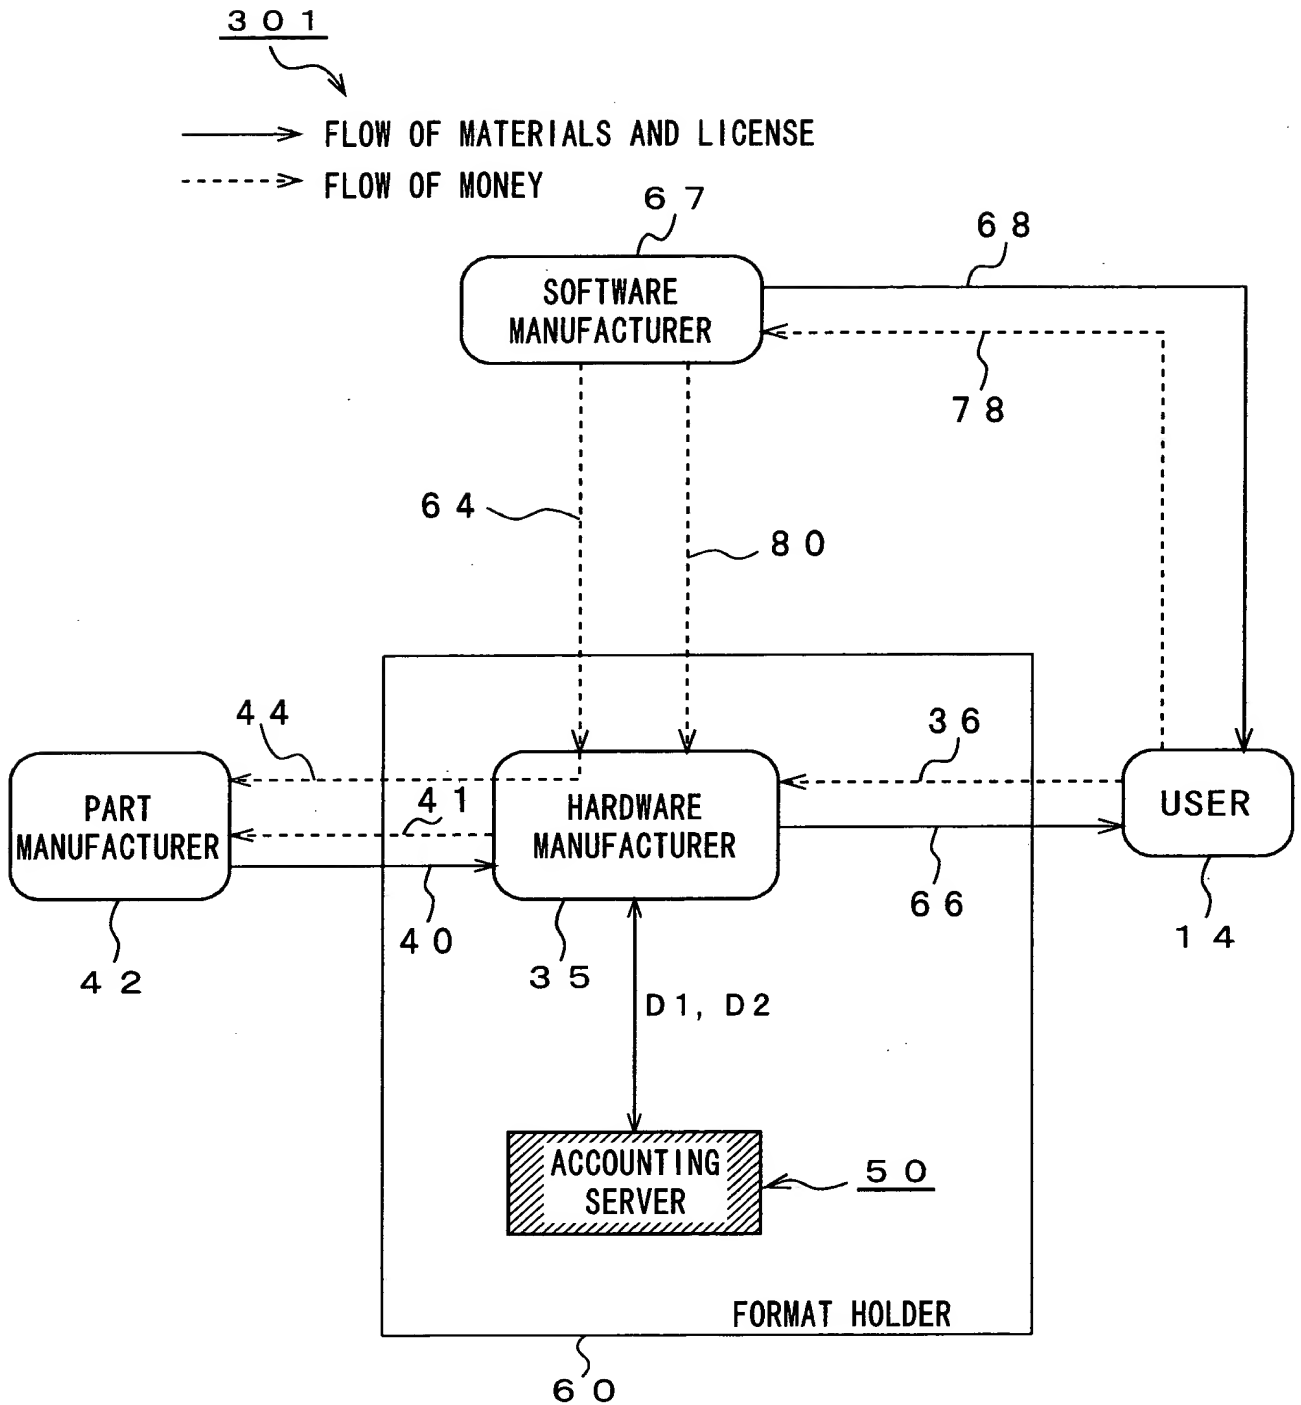 301
FLOW OF MATERIALS AND LICENSE
FLOW OF MONEY
67
68
SOFTWARE
MANUFACTURER
78
64
80
44
36
PART
MANUFACTURER
41
HARDWARE
MANUFACTURER
USER
66
40
14
42
35
D1, D2
ACCOUNTING
SERVER
50
FORMAT HOLDER
60